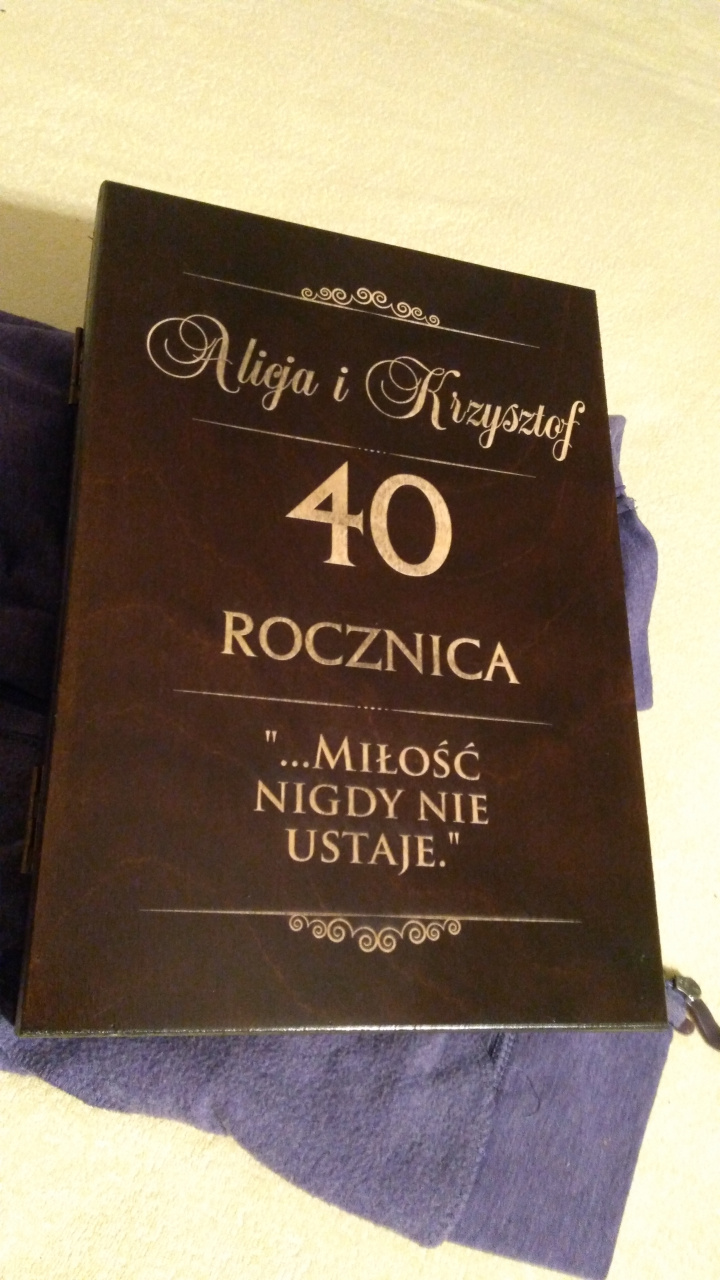 Alicja i Krzysztof
40
ROCZNICA
"...MIŁOŚĆ
NIGDY NIE
USTAJE."